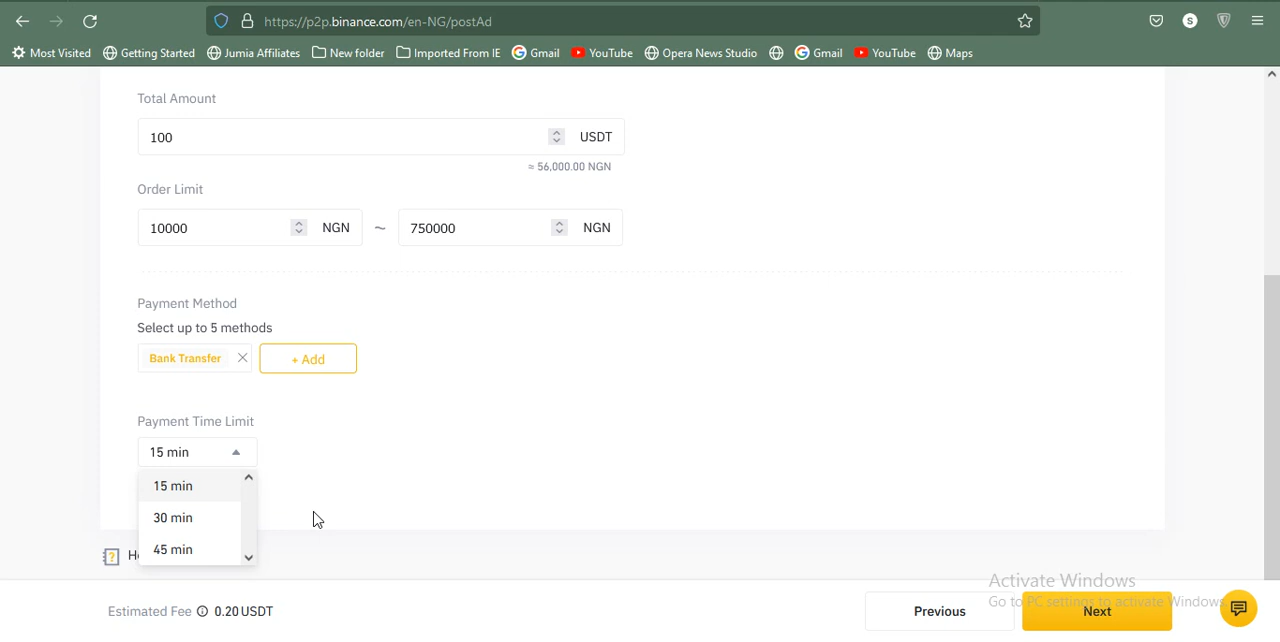 https://p2p.binance.com/en-NG/postAd
S
Most Visited Getting Started Jumia Affiliates New folder Imported From IE Gmail YouTube Opera News Studio Gmail YouTube Maps
Total Amount
100 USDT
≈ 56,000.00 NGN
Order Limit
10000 NGN ~ 750000 NGN
Payment Method
Select up to 5 methods
Bank Transfer + Add
Payment Time Limit
15 min
15 min
30 min
45 min
Estimated Fee 0.20 USDT
Previous
Next
Activate Windows
Go to PC settings to activate Windows.